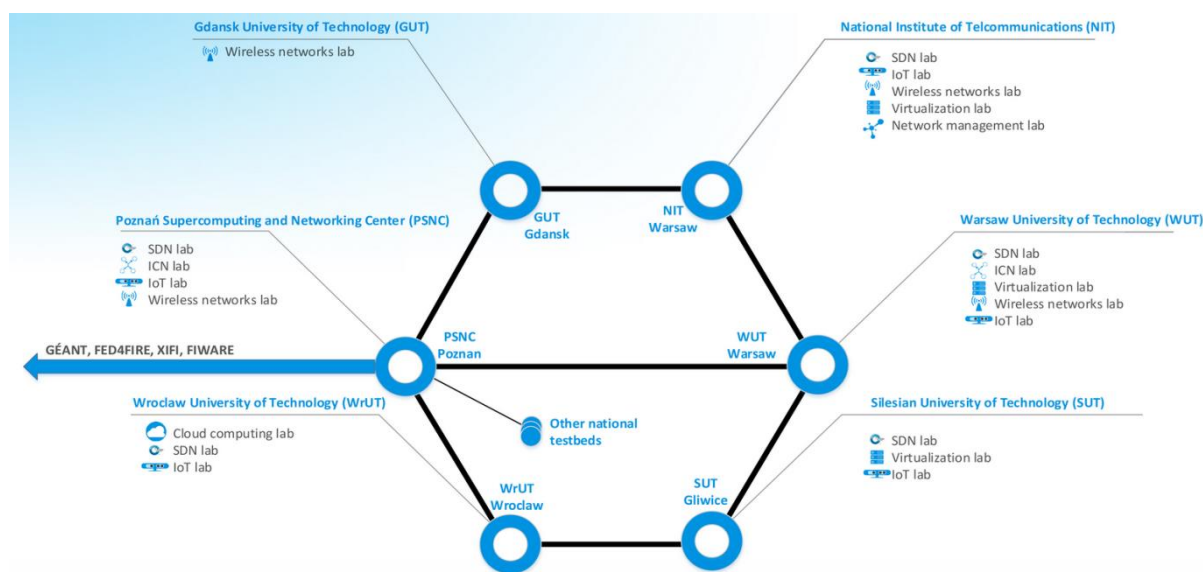 Gdansk University of Technology (GUT)
Wireless networks lab
National Institute of Telcommunications (NIT)
SDN lab
IoT lab
Wireless networks lab
Virtualization lab
Network management lab
GUT
Gdansk
NIT
Warsaw
Poznań Supercomputing and Networking Center (PSNC)
SDN lab
ICN lab
IoT lab
Wireless networks lab
Warsaw University of Technology (WUT)
SDN lab
ICN lab
Virtualization lab
Wireless networks lab
IoT lab
PSNC
Poznan
WUT
Warsaw
GÉANT, FED4FIRE, XIFI, FIWARE
Wroclaw University of Technology (WrUT)
Cloud computing lab
SDN lab
IoT lab
Other national
testbeds
Silesian University of Technology (SUT)
SDN lab
Virtualization lab
IoT lab
WrUT
Wroclaw
SUT
Gliwice